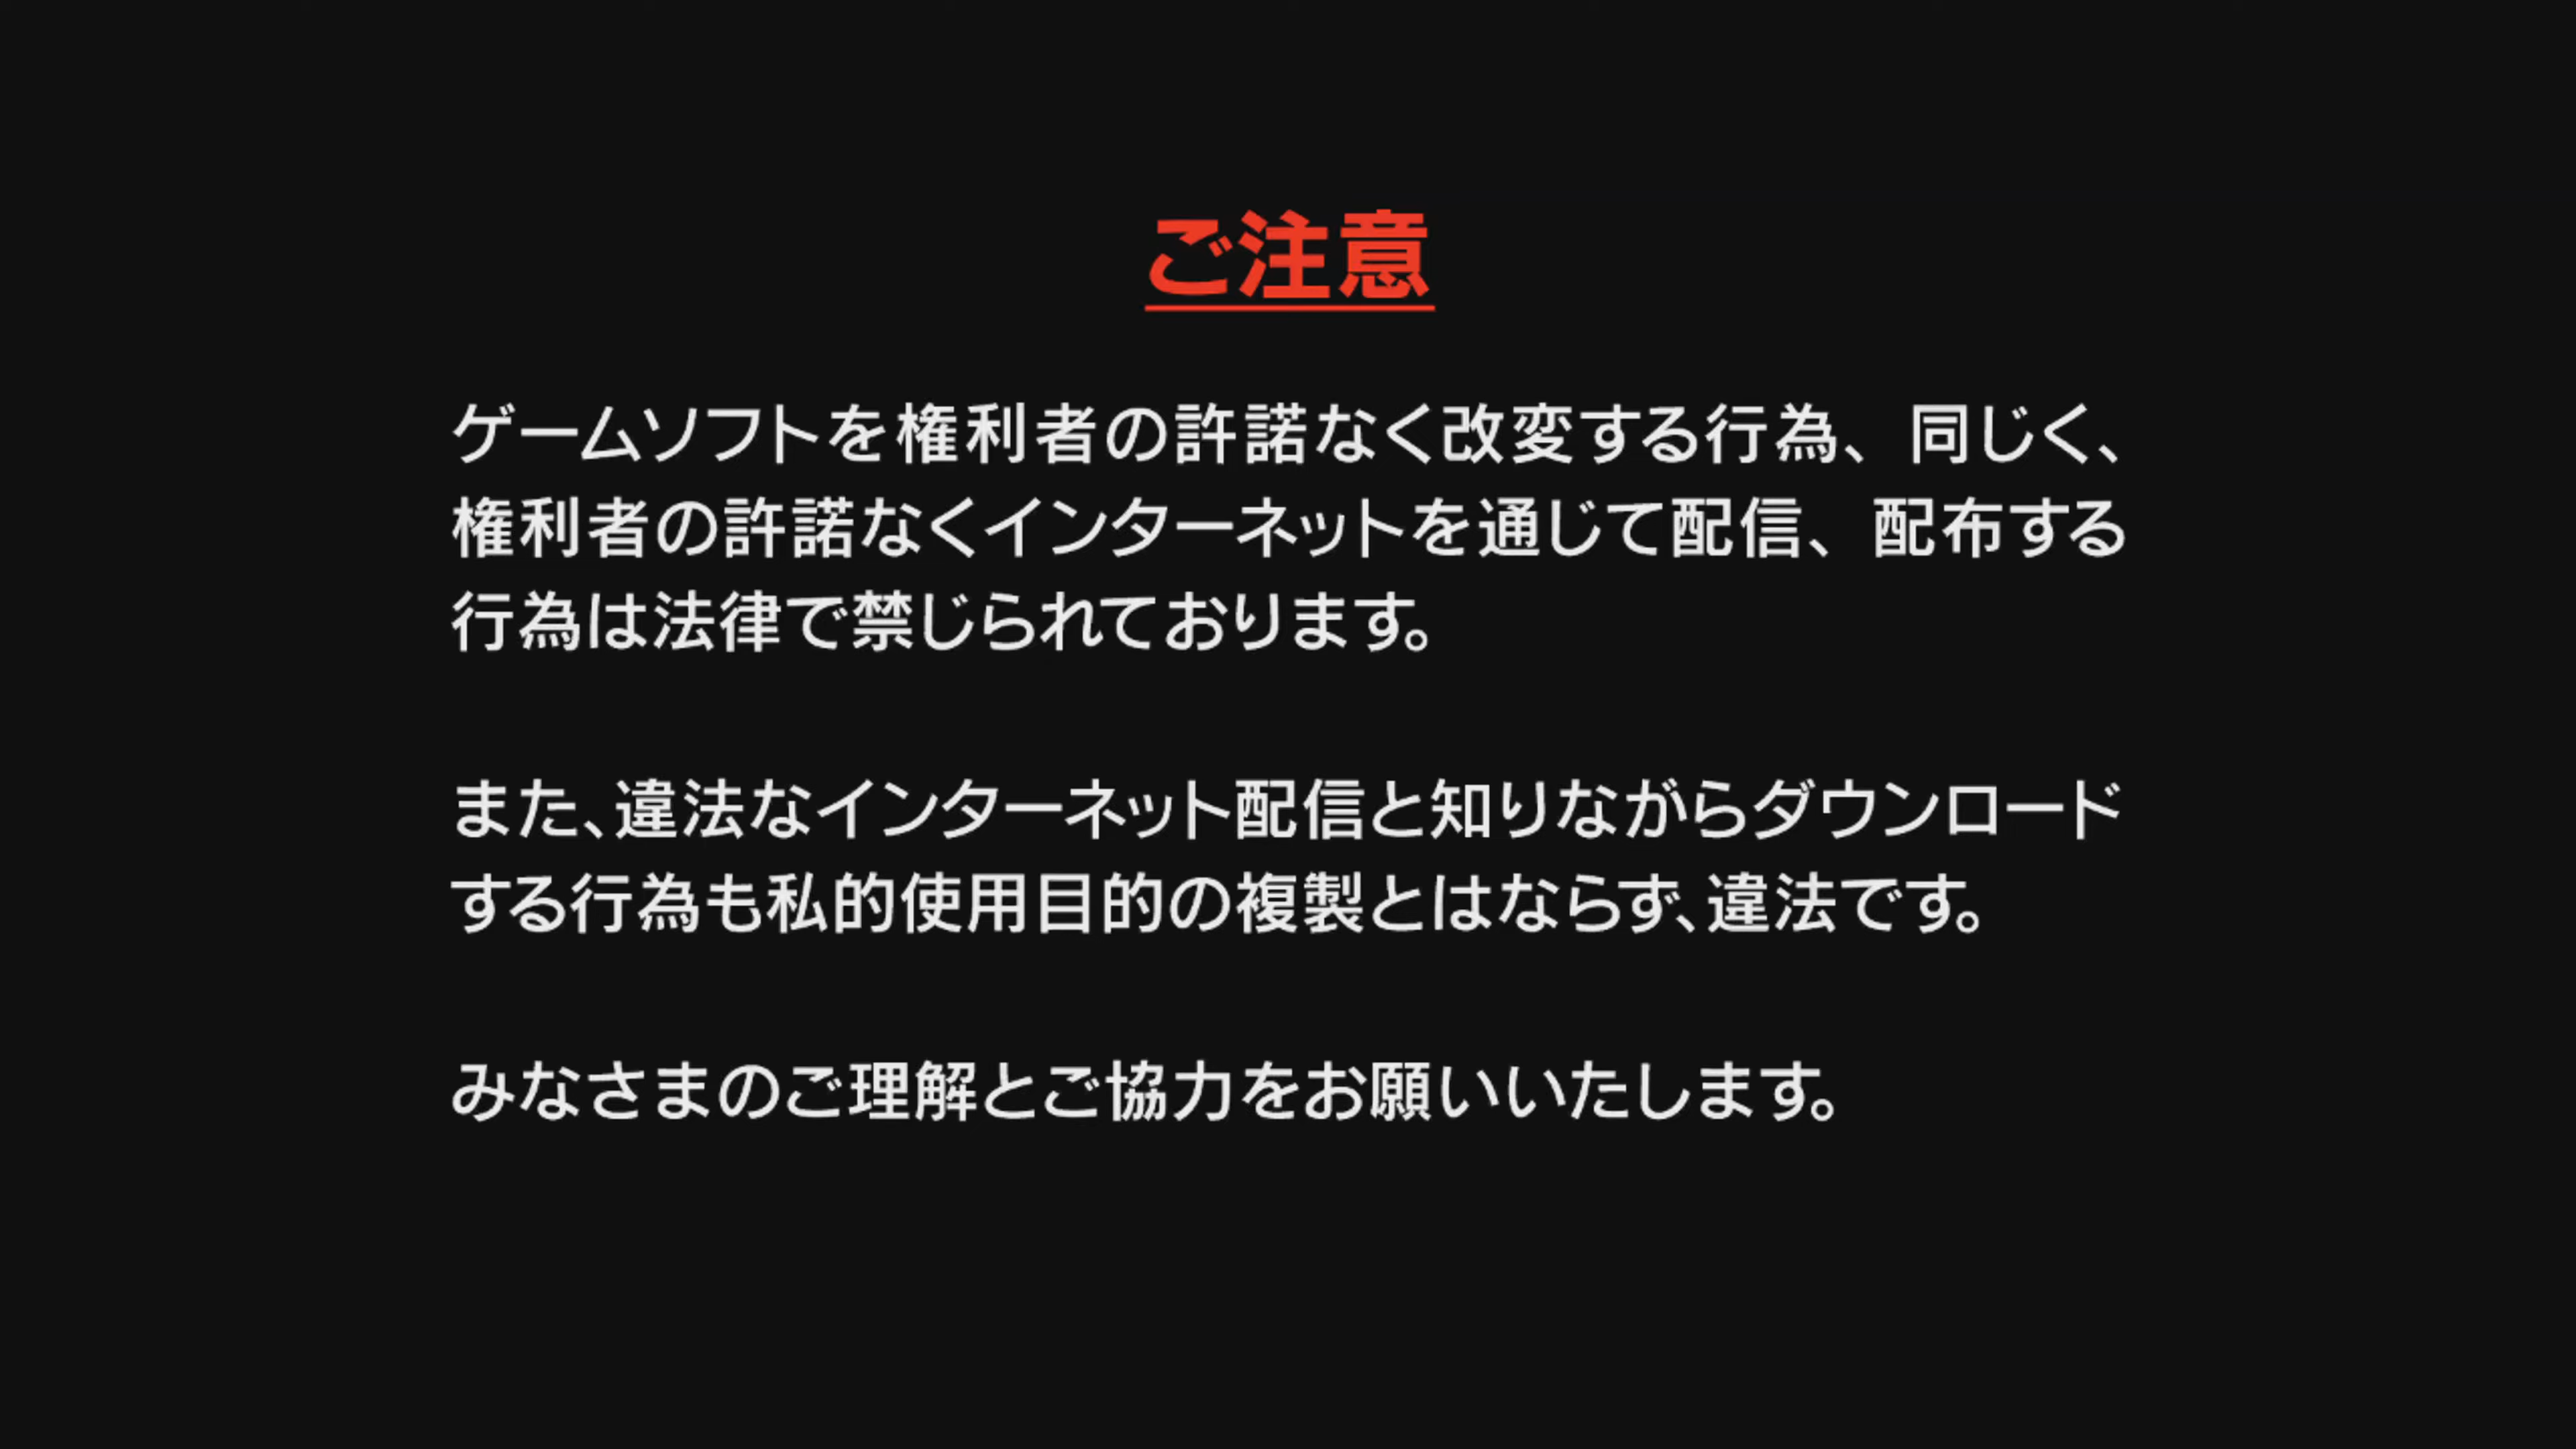 ご注意
ゲームソフトを権利者の許諾なく改変する行為、同じく、
権利者の許諾なくインターネットを通じて配信、配布する
行為は法律で禁じられております。
また、違法なインターネット配信と知りながらダウンロード
する行為も私的使用目的の複製とはならず、違法です。
みなさまのご理解とご協力をお願いいたします。